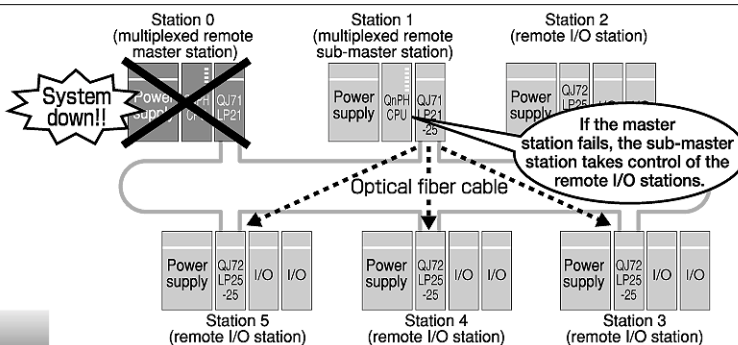 Station 0
(multiplexed remote
master station)
Station 1
(multiplexed remote
sub-master station)
Station 2
(remote I/O station)
System
down!!
Power
supply
CPU
QJ71
LP21
Power
supply
QnPH
CPU
QJ71
LP21
-25
Power
supply
QJ72
LP25
If the master
station fails, the sub-master
station takes control of the
remote I/O stations.
Optical fiber cable
Power
supply
QJ72
LP25
-25
I/O
I/O
Station 5
(remote I/O station)
Power
supply
QJ72
LP25
-25
I/O
I/O
Station 4
(remote I/O station)
Power
supply
QJ72
LP25
-25
I/O
I/O
Station 3
(remote I/O station)